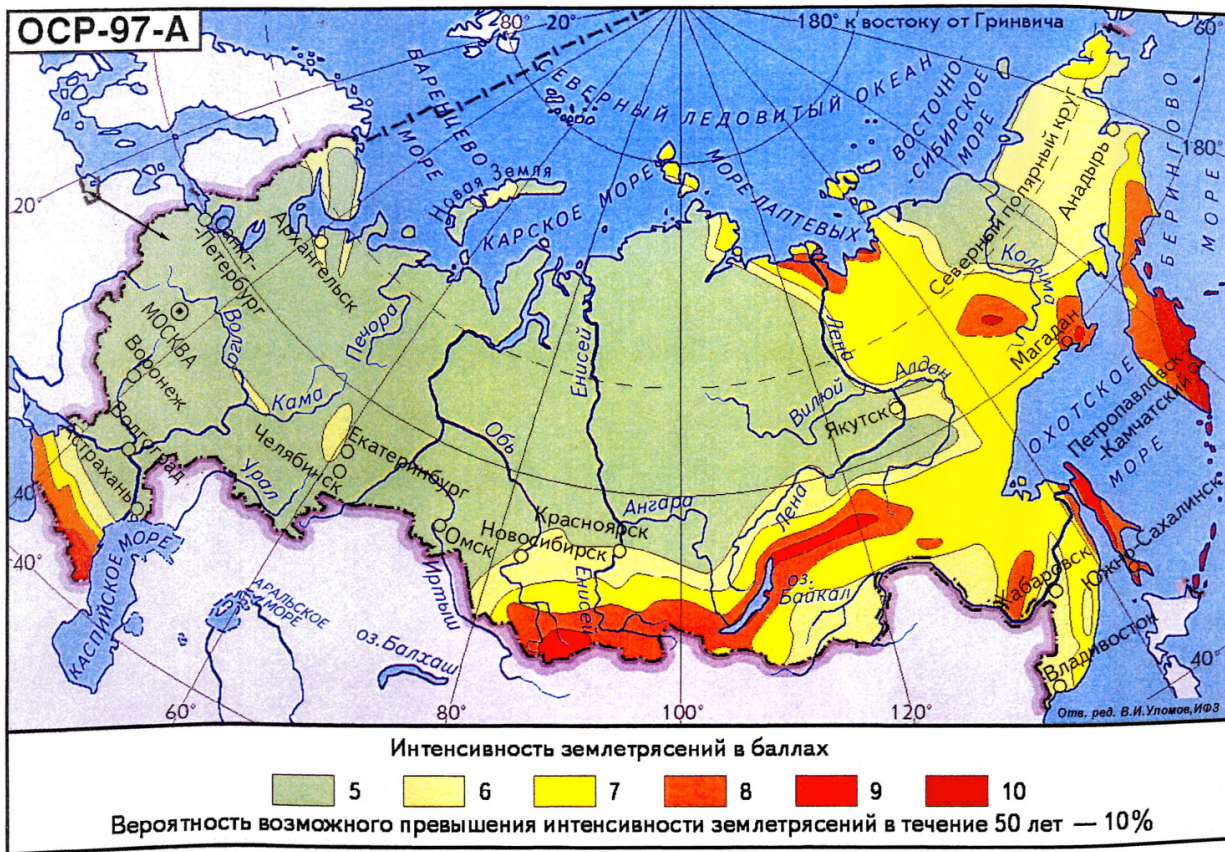 ОСР-97-А
80°
20°
180° к востоку от Гринвича
60°
БАРЕНЦЕВО МОРЕ
СЕВЕРНЫЙ ЛЕДОВИТЫЙ ОКЕАН
ВОСТОЧНО-
СИБИРСКОЕ
МОРЕ
БЕРИНГОВО
МОРЕ
180°
20°
Новая Земля
КАРСКОЕ МОРЕ
МОРЕ ЛАПТЕВЫХ
Северный полярный круг
Анадырь
Санкт-
Петербург
Архангельск
Печора
Енисей
Лена
Колыма
МОСКВА
Волга
Воронеж
Кама
Обь
Вилюй
Алдан
Магадан
Якутск
ОХОТСКОЕ
МОРЕ
Петропавловск-
-Камчатский
Волгоград
Астрахань
Челябинск
Екатеринбург
Урал
40°
40°
Ангара
Лена
Красноярск
Новосибирск
Омск
Иртыш
Енисей
оз.
Байкал
Хабаровск
Южно-Сахалинск
Владивосток
КАСПИЙСКОЕ МОРЕ
АРАЛЬСКОЕ
МОРЕ
оз.Балхаш
40°
60°
80°
100°
120°
Отв. ред. В.И.Уломов,ИФЗ
Интенсивность землетрясений в баллах
5 6 7 8 9 10
Вероятность возможного превышения интенсивности землетрясений в течение 50 лет — 10%